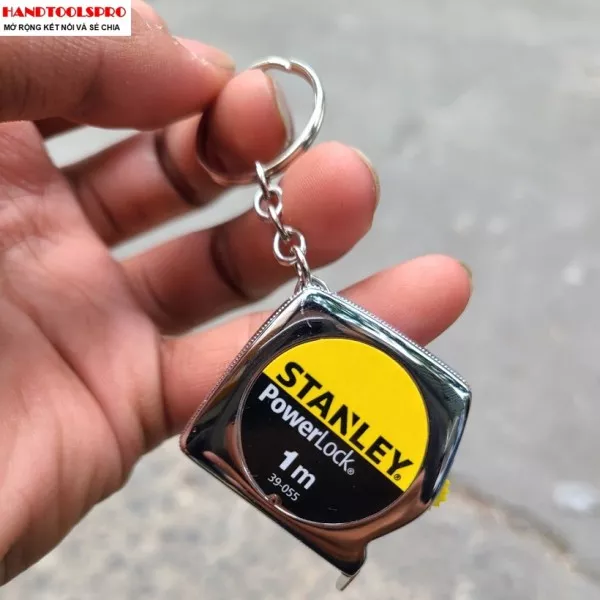 HANDTOOLSPRO
MỞ RỘNG KẾT NỐI VÀ SẺ CHIA
STANLEY®
PowerLock®
1m
39-055